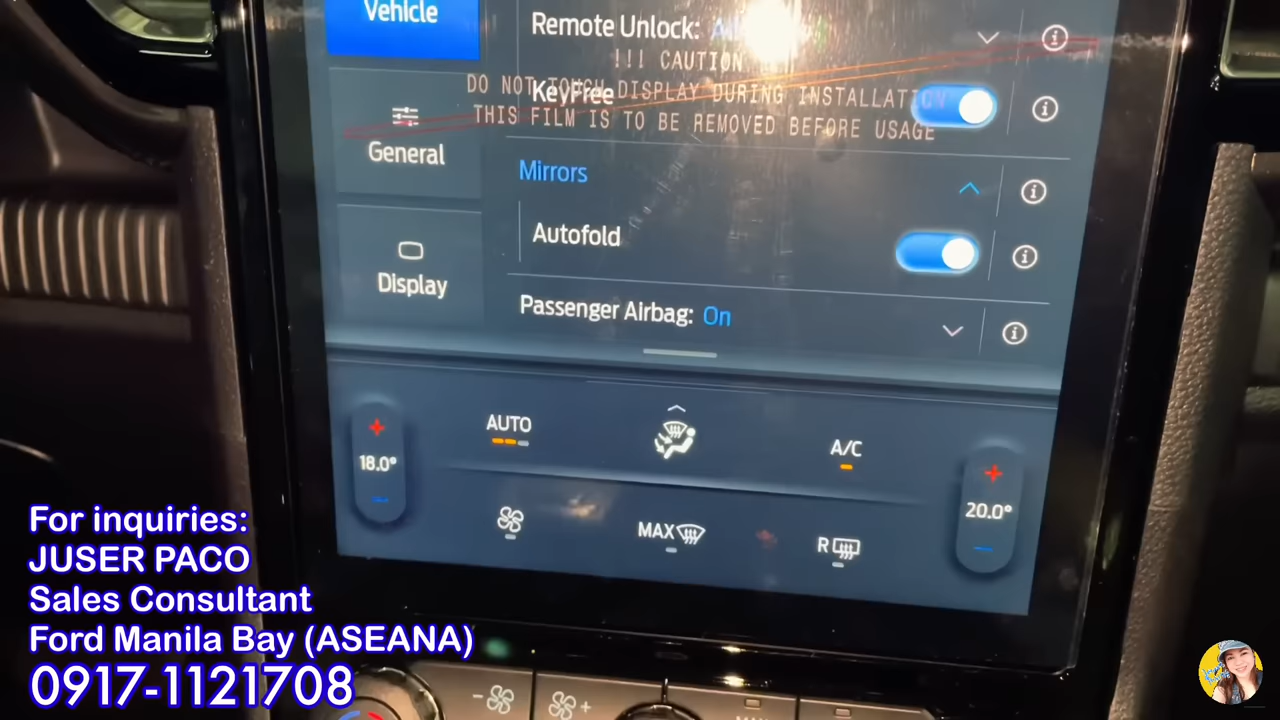 Vehicle
Remote Unlock:
!!! CAUTION
DO NOT TOUCH DISPLAY DURING INSTALLATION
THIS FILM IS TO BE REMOVED BEFORE USAGE
KeyFree
General
Mirrors
Autofold
Display
Passenger Airbag: On
AUTO
A/C
18.0°
20.0°
MAX
R
For inquiries:
JUSER PACO
Sales Consultant
Ford Manila Bay (ASEANA)
0917-1121708